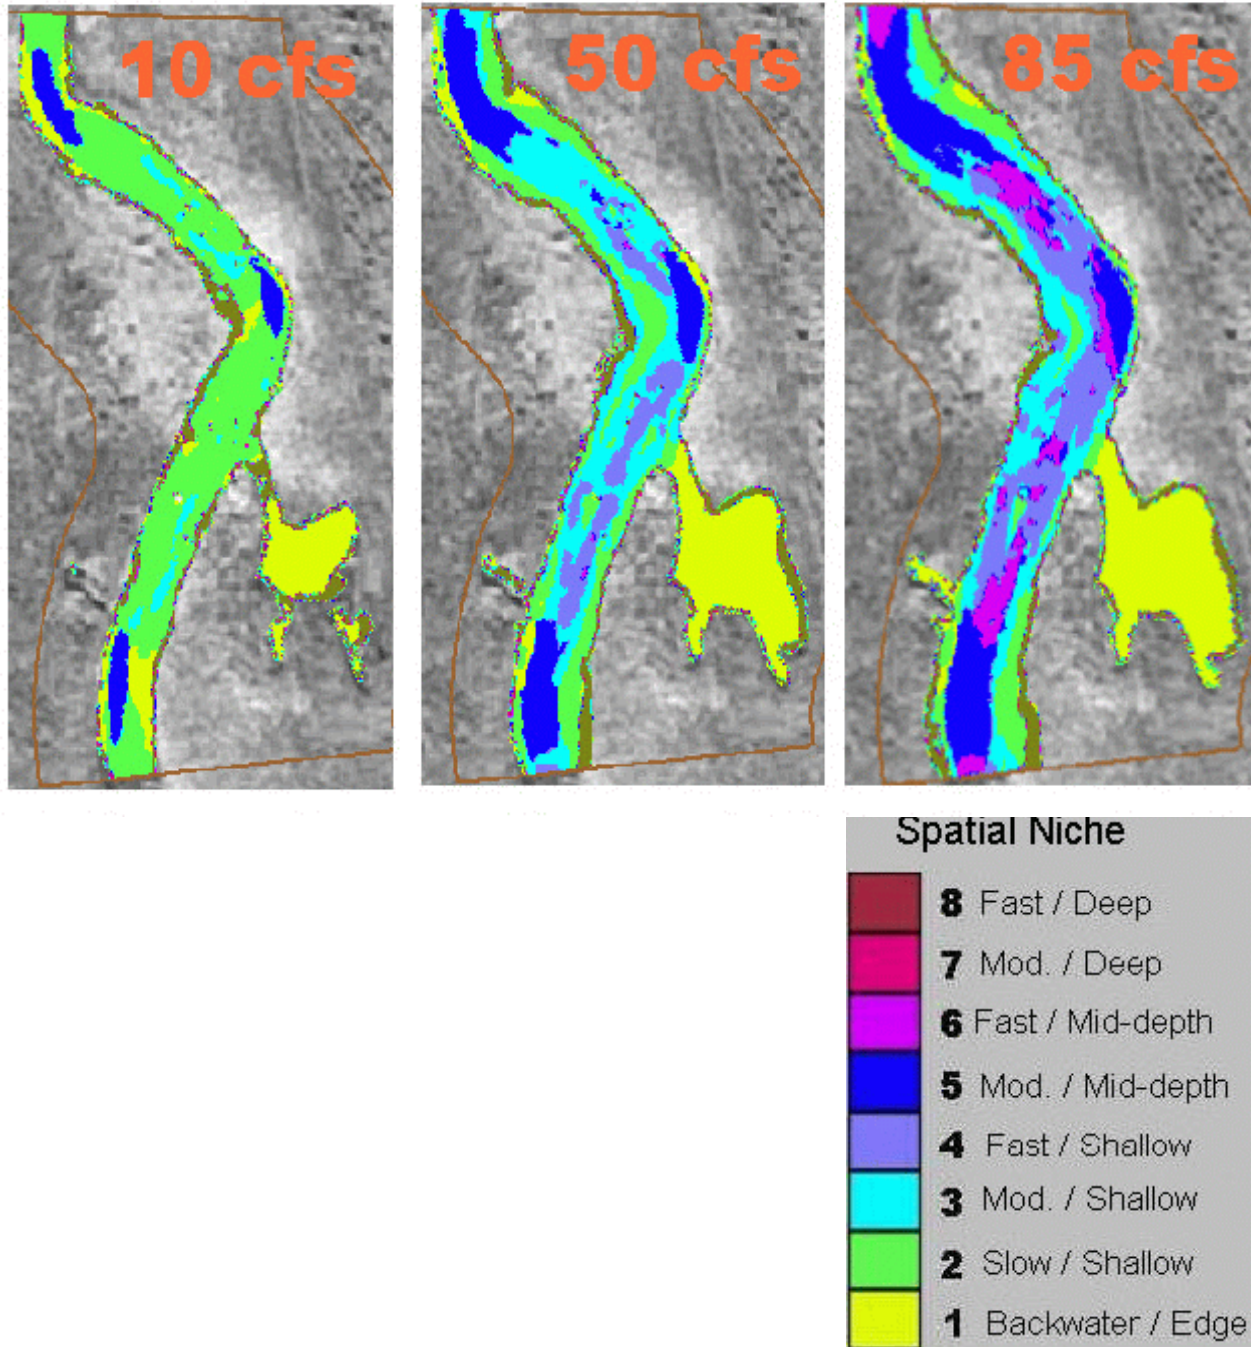 10 cfs
50 cfs
85 cfs
Spatial Niche
8 Fast / Deep
7 Mod. / Deep
6 Fast / Mid-depth
5 Mod. / Mid-depth
4 Fast / Shallow
3 Mod. / Shallow
2 Slow / Shallow
1 Backwater / Edge